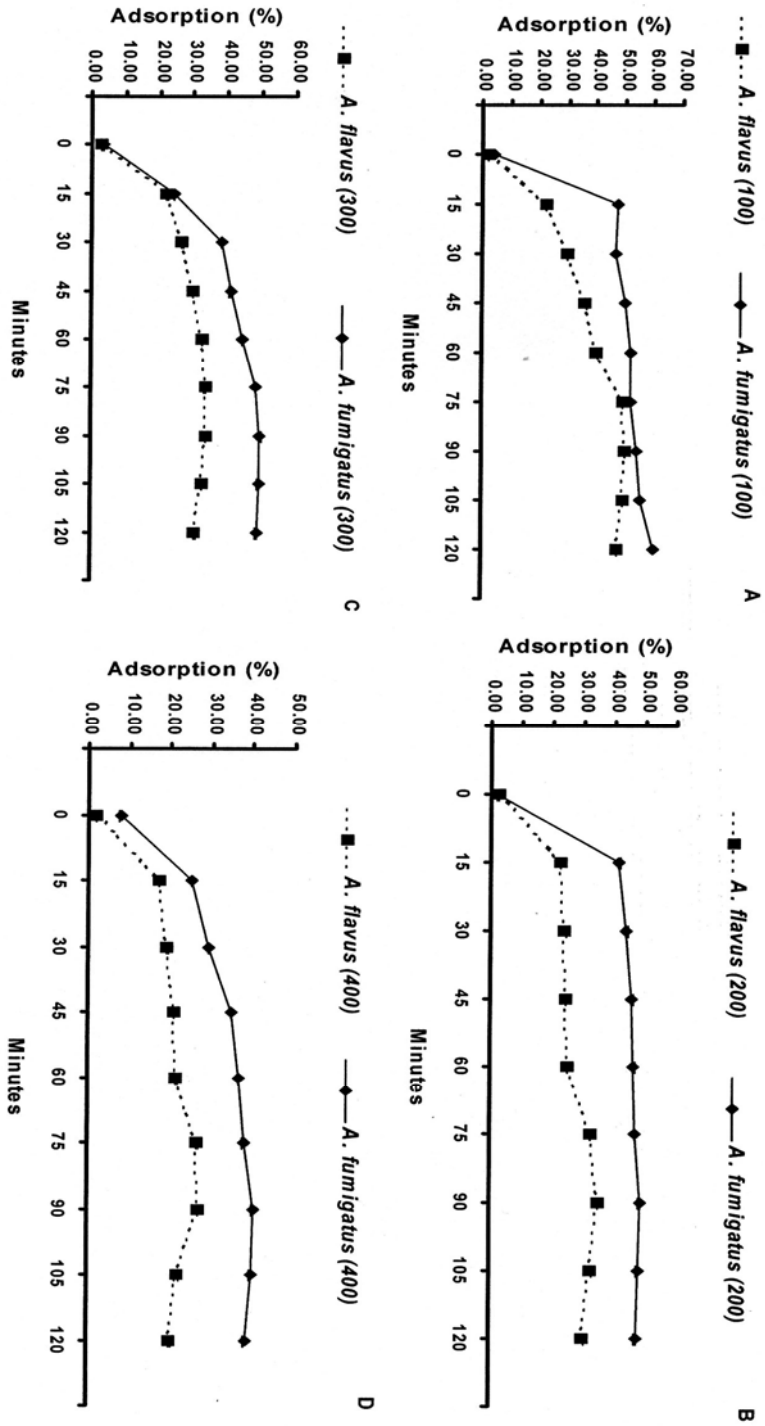 A
A. flavus (100) A. fumigatus (100)
Adsorption (%)
70.00
60.00
50.00
40.00
30.00
20.00
10.00
0.00
0 15 30 45 60 75 90 105 120
Minutes
B
A. flavus (200) A. fumigatus (200)
Adsorption (%)
60.00
50.00
40.00
30.00
20.00
10.00
0.00
0 15 30 45 60 75 90 105 120
Minutes
C
A. flavus (300) A. fumigatus (300)
Adsorption (%)
60.00
50.00
40.00
30.00
20.00
10.00
0.00
0 15 30 45 60 75 90 105 120
Minutes
D
A. flavus (400) A. fumigatus (400)
Adsorption (%)
50.00
40.00
30.00
20.00
10.00
0.00
0 15 30 45 60 75 90 105 120
Minutes